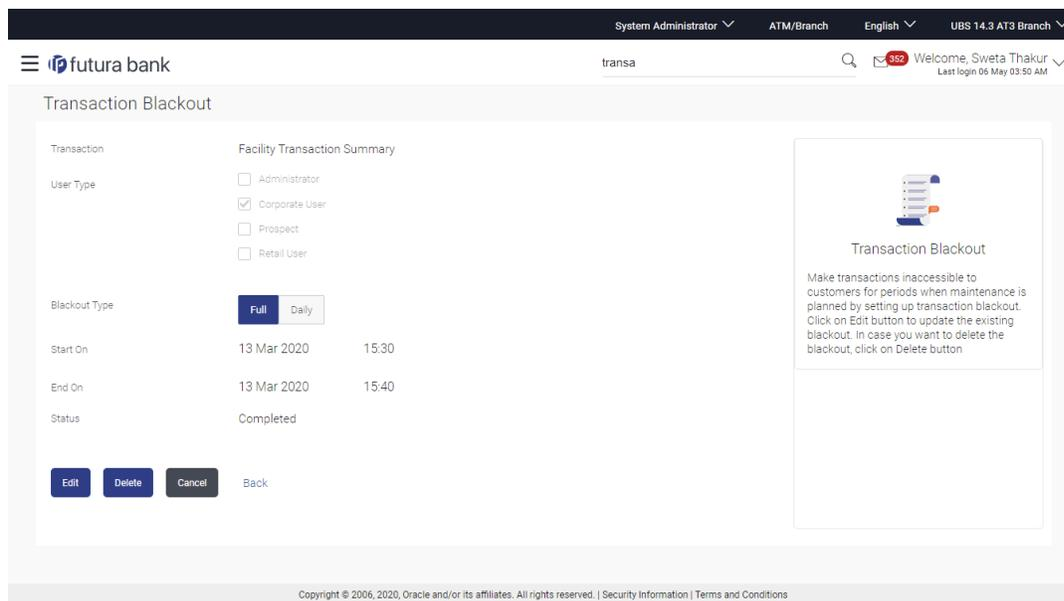 System Administrator ATM/Branch English UBS 14.3 AT3 Branch
futura bank transa 352 Welcome, Sweta Thakur
Last login 06 May 03:50 AM
Transaction Blackout
Transaction Facility Transaction Summary
User Type Administrator
Corporate User
Prospect
Retail User
Blackout Type Full Daily
Start On 13 Mar 2020 15:30
End On 13 Mar 2020 15:40
Status Completed
Edit Delete Cancel Back
Transaction Blackout
Make transactions inaccessible to
customers for periods when maintenance is
planned by setting up transaction blackout.
Click on Edit button to update the existing
blackout. In case you want to delete the
blackout, click on Delete button
Copyright © 2006, 2020, Oracle and/or its affiliates. All rights reserved. | Security Information | Terms and Conditions